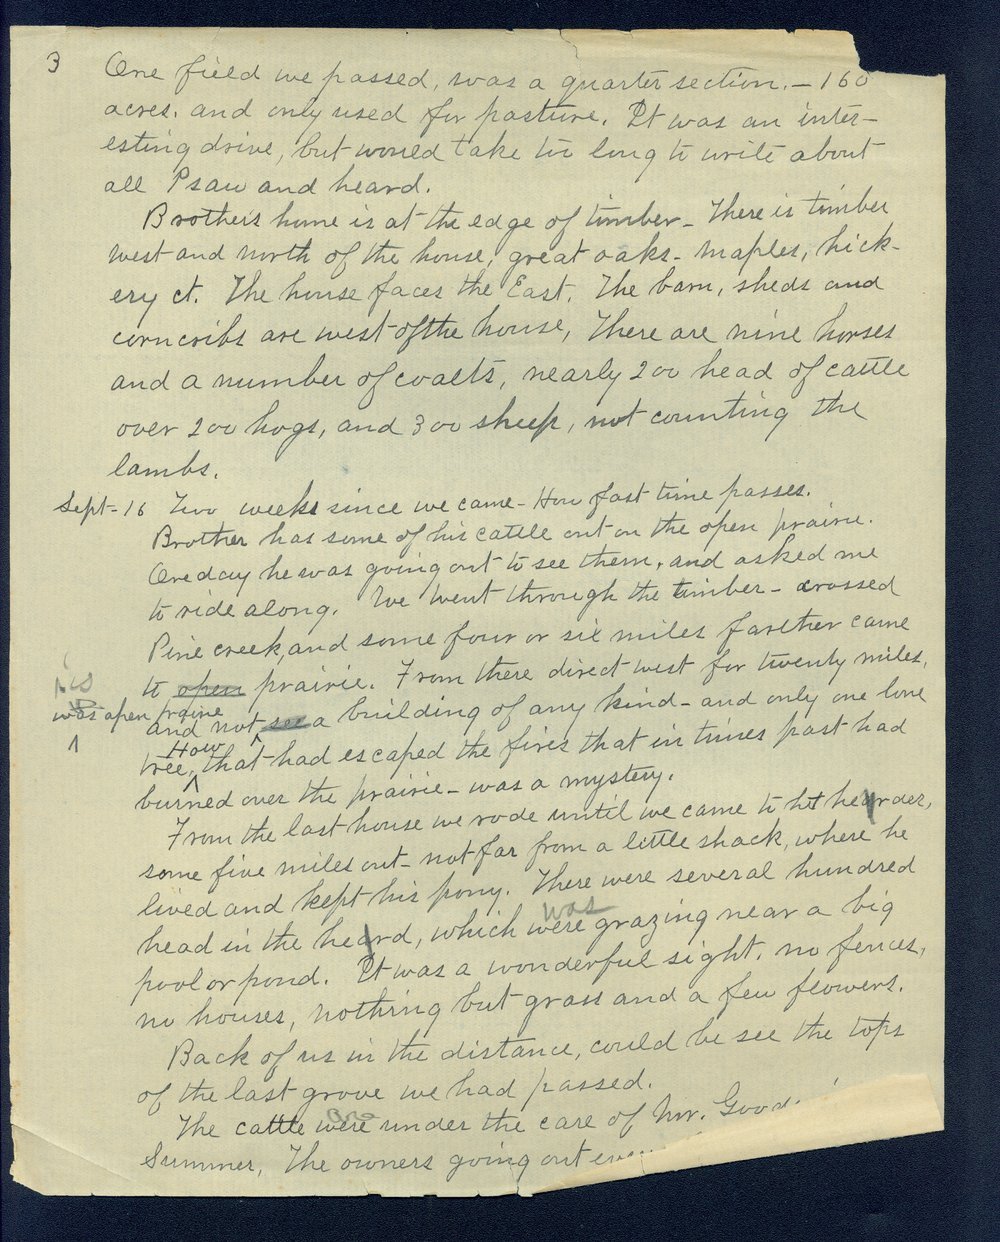 3
One field we passed, was a quarter section. - 160
acres. and only used for pasture. It was an inter-
esting drive, but would take too long to write about
all I saw and heard.
Brothers home is at the edge of timber - There is timber
west and north of the house, great oaks - maples, hick-
ery ct. The house faces the East. The barn, sheds and
corncribs are west of the house, There are nine horses
and a number of coalts, nearly 200 head of cattle
over 200 hogs, and 300 sheep, not counting the
lambs.
Sept - 16 Two weeks since we came - How fast time passes.
Brother has some of his cattle out on the open prairie.
One day he was going out to see them, and asked me
to ride along. We went through the timber - crossed
Pine creek, and some four or six miles farther came
to open prairie. From there direct west for twenty miles,
was open prairie
and not see a building of any kind - and only one lone
How
tree, that had escaped the fires that in times past had
burned over the prairie - was a mystery.
From the last house we rode until we came to ht hearder,
some five miles out - not far from a little shack, where he
lived and kept his pony. There were several hundred
was
head in the heard, which were grazing near a big
pool or pond. It was a wonderful sight. no fences,
no houses, nothing but grass and a few flowers.
Back of us in the distance, could be see the tops
of the last grove we had passed.
The cattle were under the care of Mr. Good
Summer, The owners going out